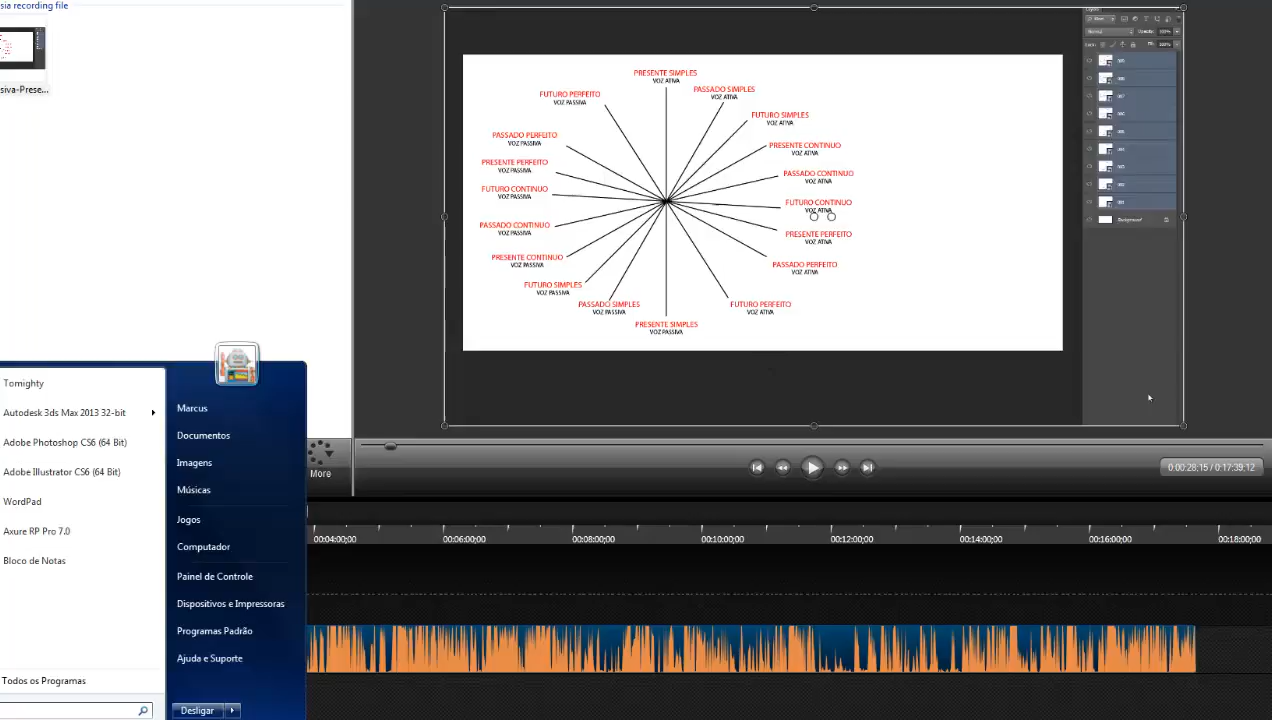 sia recording file
siva-Prese...
PRESENTE SIMPLES
VOZ ATIVA
PASSADO SIMPLES
VOZ ATIVA
FUTURO SIMPLES
VOZ ATIVA
PRESENTE CONTINUO
VOZ ATIVA
PASSADO CONTINUO
VOZ ATIVA
FUTURO CONTINUO
VOZ ATIVA
PRESENTE PERFEITO
VOZ ATIVA
PASSADO PERFEITO
VOZ ATIVA
FUTURO PERFEITO
VOZ ATIVA
PRESENTE SIMPLES
VOZ PASSIVA
PASSADO SIMPLES
VOZ PASSIVA
FUTURO SIMPLES
VOZ PASSIVA
PRESENTE CONTINUO
VOZ PASSIVA
PASSADO CONTINUO
VOZ PASSIVA
FUTURO CONTINUO
VOZ PASSIVA
PRESENTE PERFEITO
VOZ PASSIVA
PASSADO PERFEITO
VOZ PASSIVA
FUTURO PERFEITO
VOZ PASSIVA
Normal
Opacity: 100%
100%
Background
Tomighty
Autodesk 3ds Max 2013 32-bit
Adobe Photoshop CS6 (64 Bit)
Adobe Illustrator CS6 (64 Bit)
WordPad
Axure RP Pro 7.0
Bloco de Notas
Todos os Programas
Marcus
Documentos
Imagens
Músicas
Jogos
Computador
Painel de Controle
Dispositivos e Impressoras
Programas Padrão
Ajuda e Suporte
Desligar
More
0:00:28;15 / 0:17:39;12
00:04:00;00
00:06:00;00
00:08:00;00
00:10:00;00
00:12:00;00
00:14:00;00
00:16:00;00
00:18:00;00